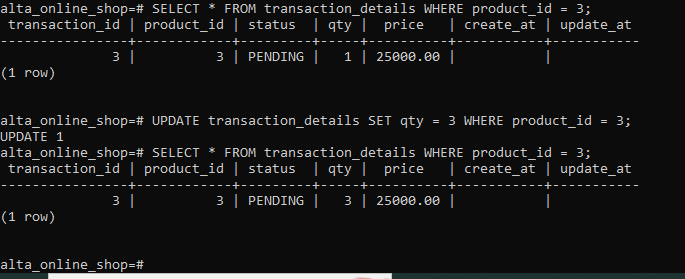 alta_online_shop=# SELECT * FROM transaction_details WHERE product_id = 3;
 transaction_id | product_id | status  | qty |  price   | create_at | update_at
----------------+------------+---------+-----+----------+-----------+-----------
              3 |          3 | PENDING |   1 | 25000.00 |           |
(1 row)
alta_online_shop=# UPDATE transaction_details SET qty = 3 WHERE product_id = 3;
UPDATE 1
alta_online_shop=# SELECT * FROM transaction_details WHERE product_id = 3;
 transaction_id | product_id | status  | qty |  price   | create_at | update_at
----------------+------------+---------+-----+----------+-----------+-----------
              3 |          3 | PENDING |   3 | 25000.00 |           |
(1 row)
alta_online_shop=#